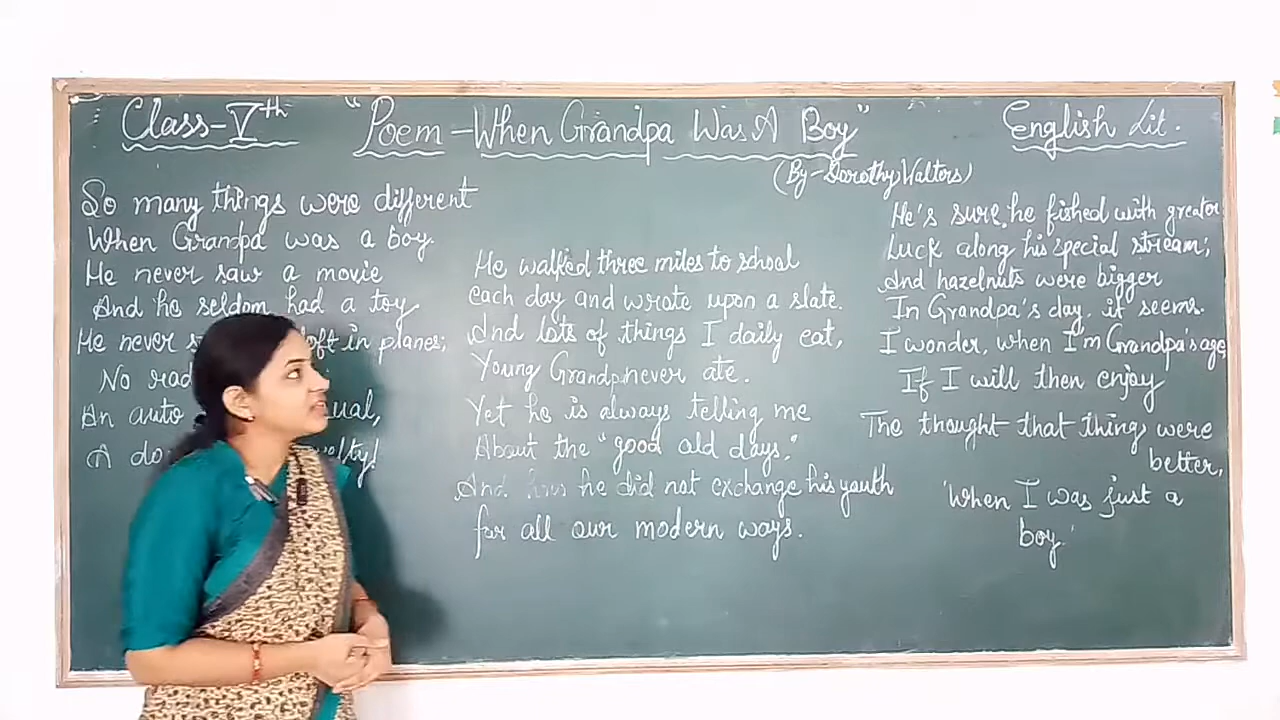 Class-Vth
"Poem - When Grandpa Was A Boy"
English Lit.
(By - Dorothy Walters)
So many things were different
When Grandpa was a boy.
He never saw a movie
And he seldom had a toy
He never oft in planes;
No
An auto ual,
A velty!
He walked three miles to school
each day and wrote upon a slate.
And lots of things I daily eat,
Young Grandpa never ate.
Yet he is always telling me
About the "good old days."
And he did not exchange his youth
for all our modern ways.
He's sure, he fished with greater
Luck along his special stream;
And hazelnuts were bigger
In Grandpa's day, it seems.
I wonder, when I'm Grandpa's age,
If I will then enjoy
The thought that things were
better,
'When I was just a
boy.'